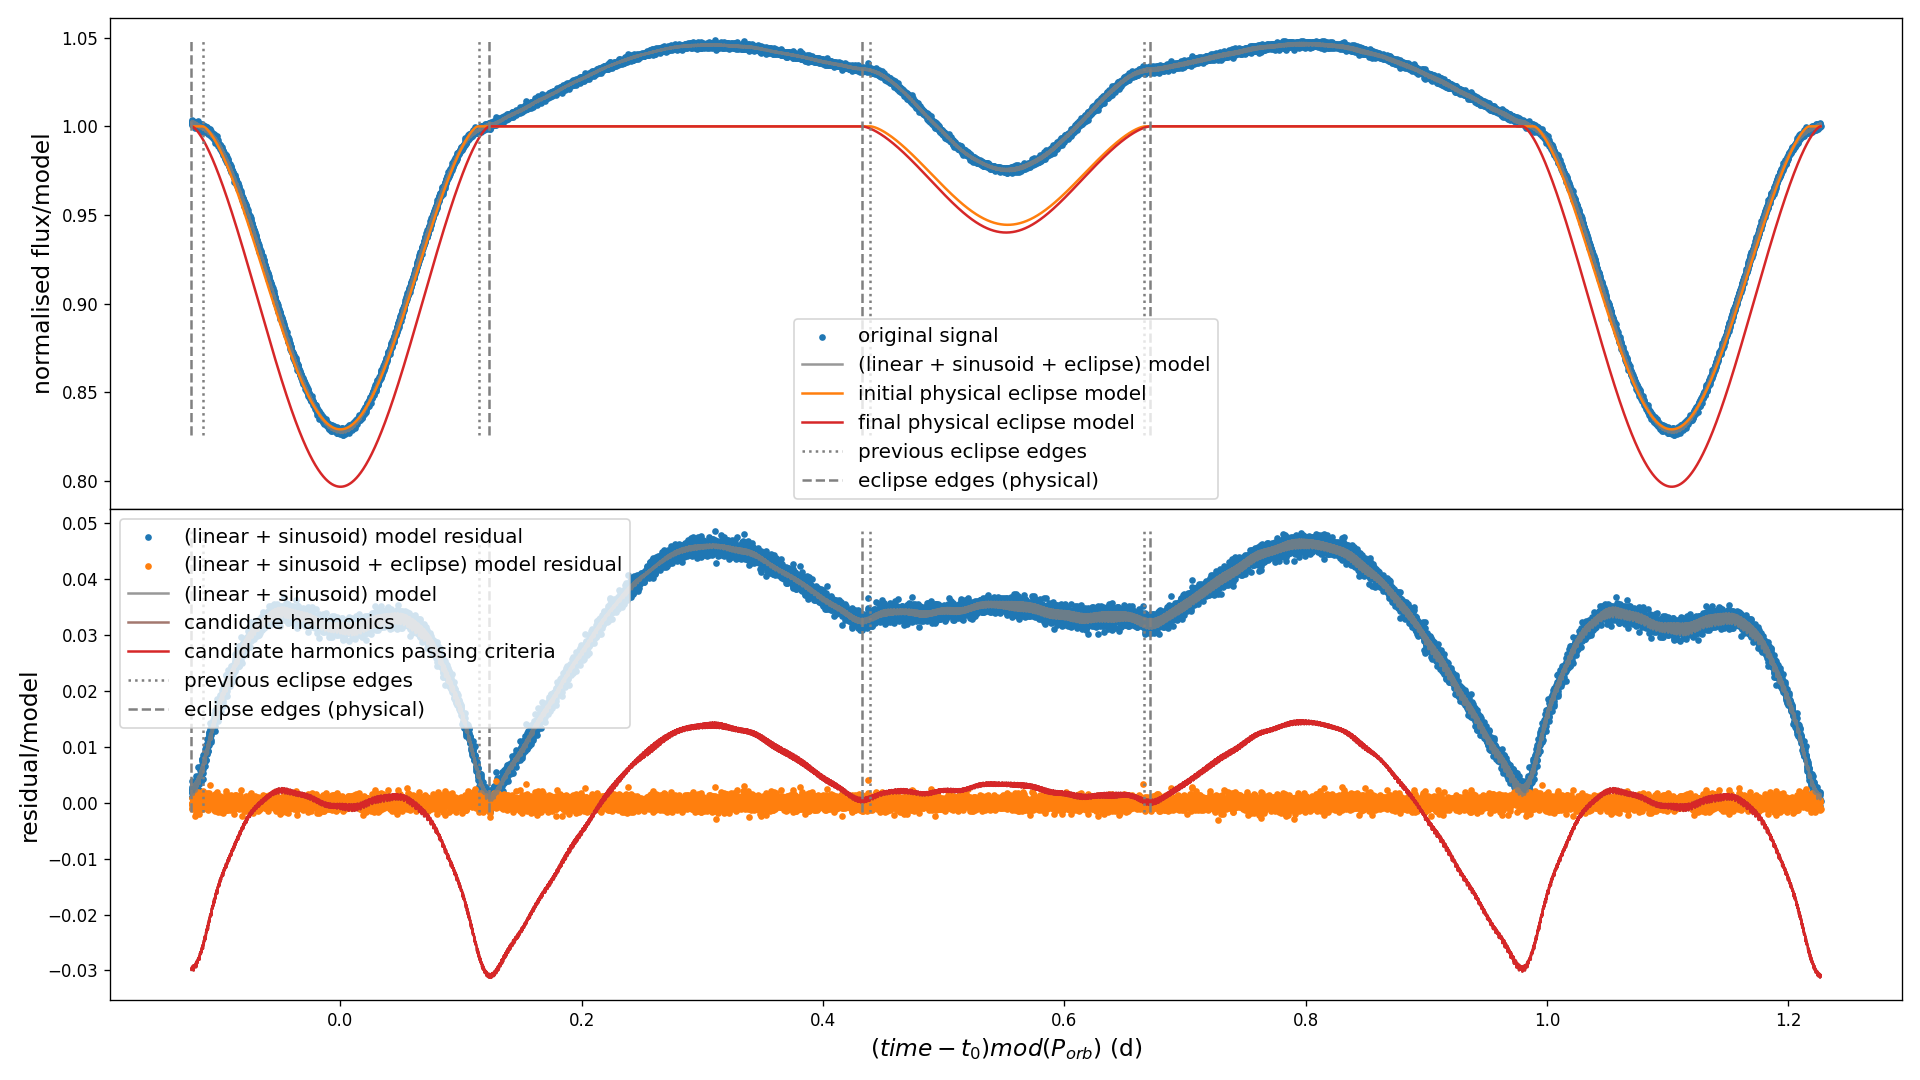 normalised flux/model
1.05
1.00
0.95
0.90
0.85
0.80
original signal
(linear + sinusoid + eclipse) model
initial physical eclipse model
final physical eclipse model
previous eclipse edges
eclipse edges (physical)
residual/model
0.05
0.04
0.03
0.02
0.01
0.00
−0.01
−0.02
−0.03
(linear + sinusoid) model residual
(linear + sinusoid + eclipse) model residual
(linear + sinusoid) model
candidate harmonics
candidate harmonics passing criteria
previous eclipse edges
eclipse edges (physical)
0.0 0.2 0.4 0.6 0.8 1.0 1.2
(time − t₀)mod(P_orb) (d)